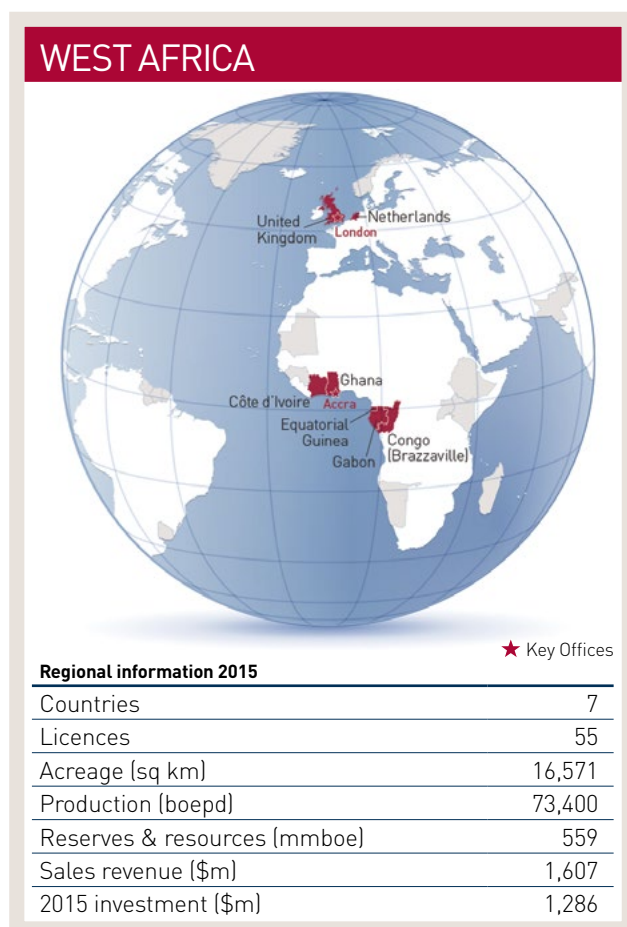 WEST AFRICA
United
Kingdom
Netherlands
London
Ghana
Côte d'Ivoire
Accra
Equatorial
Guinea
Gabon
Congo
(Brazzaville)
★ Key Offices
Regional information 2015
Countries 7
Licences 55
Acreage (sq km) 16,571
Production (boepd) 73,400
Reserves & resources (mmboe) 559
Sales revenue ($m) 1,607
2015 investment ($m) 1,286